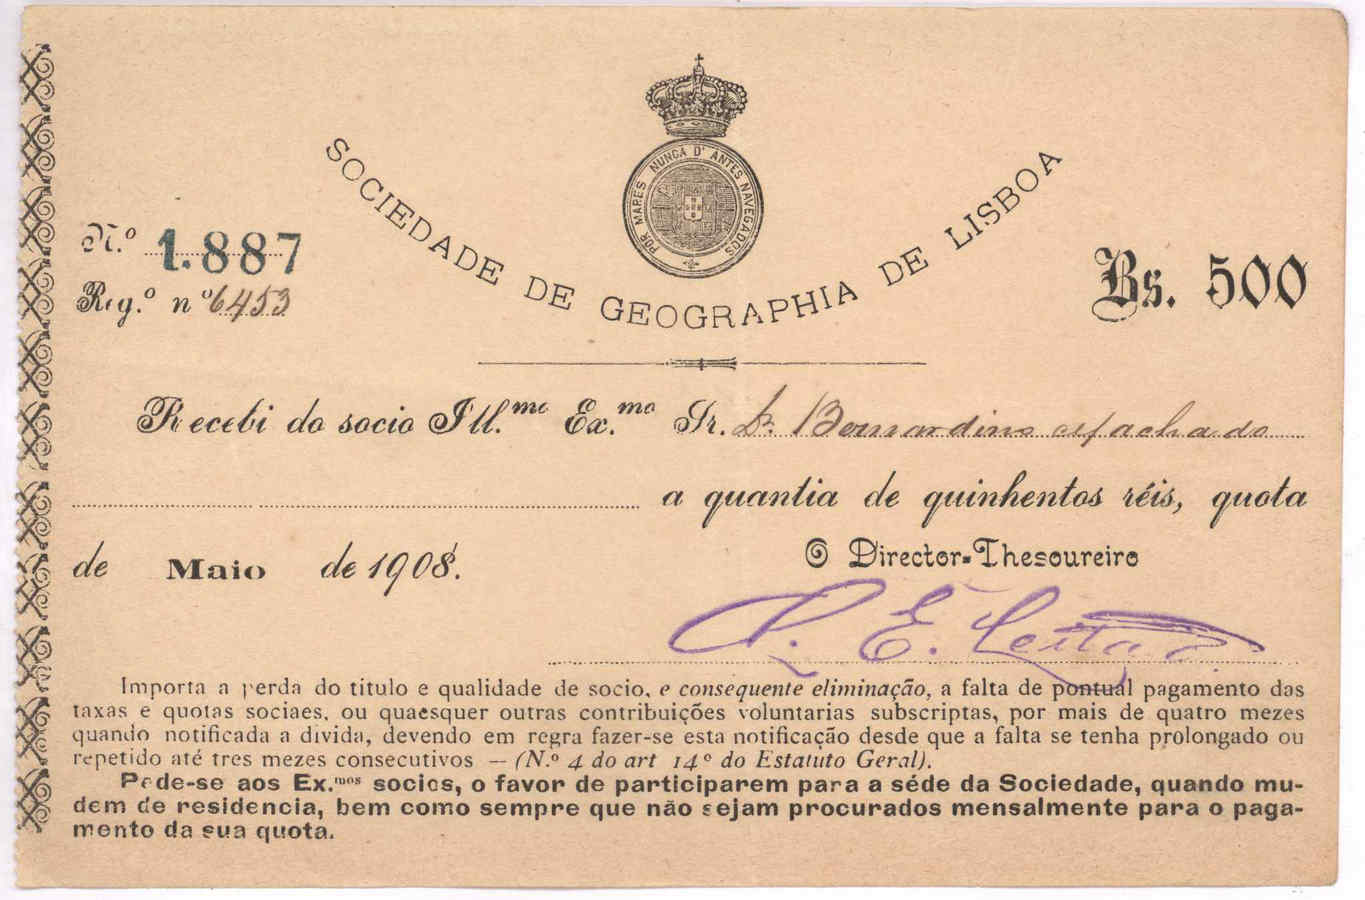 POR MARES NUNCA D'ANTES NAVEGADOS
SOCIEDADE DE GEOGRAPHIA DE LISBOA
N.º 1.887
Reg.º nº 6453
Rs. 500
Recebi do socio Ill.mo Ex.mo Sr. Dr. Bernardino Machado
a quantia de quinhentos réis, quota
de Maio de 1908.
O Director-Thesoureiro
P. E. Leitão
Importa a perda do titulo e qualidade de socio, e consequente eliminação, a falta de pontual pagamento das
taxas e quotas sociaes, ou quaesquer outras contribuições voluntarias subscriptas, por mais de quatro mezes
quando notificada a divida, devendo em regra fazer-se esta notificação desde que a falta se tenha prolongado ou
repetido até tres mezes consecutivos — (N.º 4 do art 14º do Estatuto Geral).
Pede-se aos Ex.mos socios, o favor de participarem para a séde da Sociedade, quando mu-
dem de residencia, bem como sempre que não sejam procurados mensalmente para o paga-
mento da sua quota.